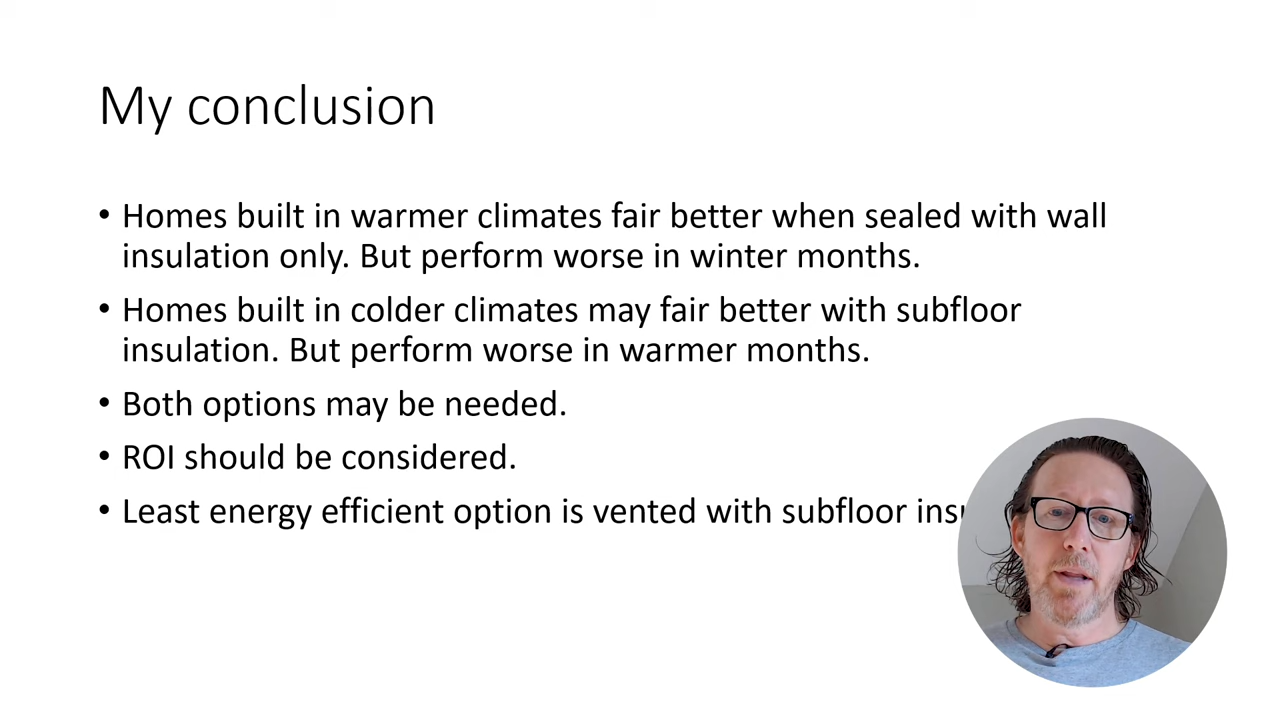 My conclusion
• Homes built in warmer climates fair better when sealed with wall
insulation only. But perform worse in winter months.
• Homes built in colder climates may fair better with subfloor
insulation. But perform worse in warmer months.
• Both options may be needed.
• ROI should be considered.
• Least energy efficient option is vented with subfloor